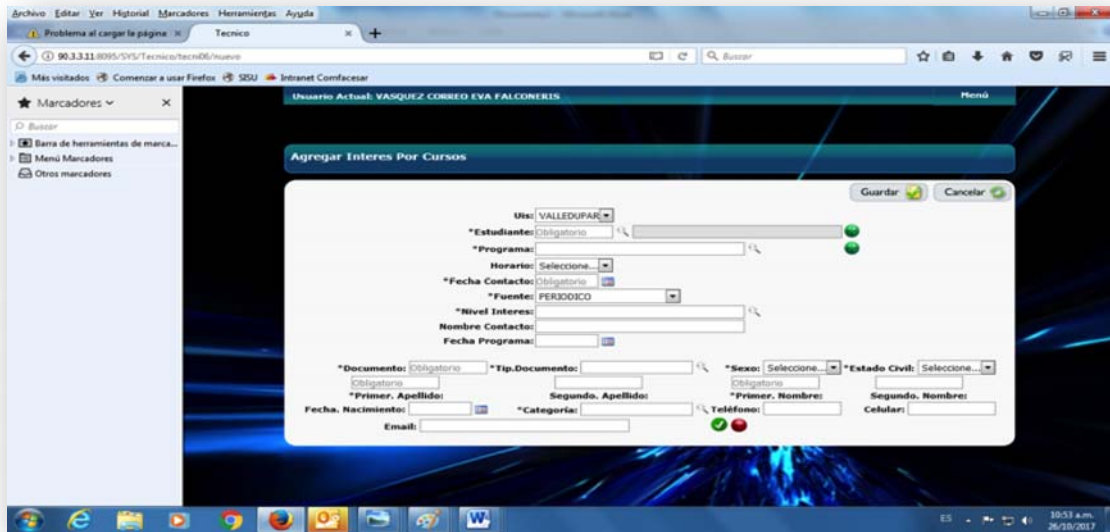 Archivo Editar Ver Historial Marcadores Herramientas Ayuda
Problema al cargar la página Tecnico
90.3.3.11:8095/SYS/Tecnico/tecni06/nuevo Buscar
Más visitados Comenzar a usar Firefox SISU Intranet Comfacesar
Marcadores
Buscar
Barra de herramientas de marca...
Menú Marcadores
Otros marcadores
Usuario Actual: VASQUEZ CORREO EVA FALCONERIS Menú
Agregar Interes Por Cursos
Guardar Cancelar
Uis: VALLEDUPAR
*Estudiante: Obligatorio
*Programa:
Horario: Seleccione...
*Fecha Contacto: Obligatorio
*Fuente: PERIODICO
*Nivel Interes:
Nombre Contacto:
Fecha Programa:
*Documento: Obligatorio *Tip.Documento: *Sexo: Seleccione... *Estado Civil: Seleccione...
Obligatorio Obligatorio
*Primer. Apellido: Segundo. Apellido: *Primer. Nombre: Segundo. Nombre:
Fecha. Nacimiento: *Categoría: Teléfono: Celular:
Email:
ES 10:53 a.m.
26/10/2017